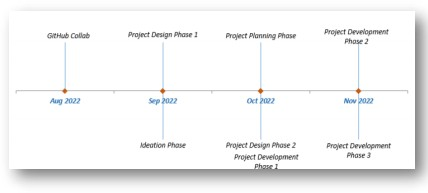 GitHub Collab
Project Design Phase 1
Project Planning Phase
Project Development
Phase 2
Aug 2022
Sep 2022
Oct 2022
Nov 2022
Ideation Phase
Project Design Phase 2
Project Development
Phase 1
Project Development
Phase 3